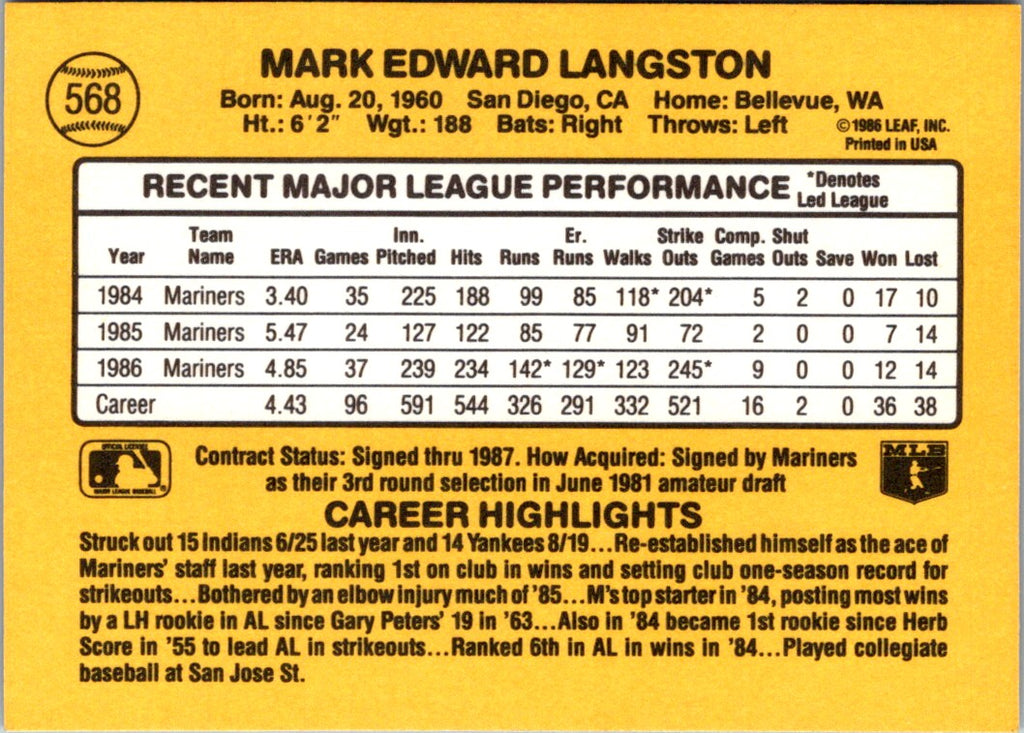 568
MARK EDWARD LANGSTON
Born: Aug. 20, 1960 San Diego, CA Home: Bellevue, WA
Ht.: 6'2" Wgt.: 188 Bats: Right Throws: Left
©1986 LEAF, INC.
Printed in USA
RECENT MAJOR LEAGUE PERFORMANCE *Denotes Led League
Year Team Name ERA Games Inn. Pitched Hits Runs Er. Runs Walks Strike Outs Comp. Games Shut Outs Save Won Lost
1984 Mariners 3.40 35 225 188 99 85 118* 204* 5 2 0 17 10
1985 Mariners 5.47 24 127 122 85 77 91 72 2 0 0 7 14
1986 Mariners 4.85 37 239 234 142* 129* 123 245* 9 0 0 12 14
Career 4.43 96 591 544 326 291 332 521 16 2 0 36 38
OFFICIAL LICENSEE
MAJOR LEAGUE BASEBALL ®
MLB
Contract Status: Signed thru 1987. How Acquired: Signed by Mariners
as their 3rd round selection in June 1981 amateur draft
CAREER HIGHLIGHTS
Struck out 15 Indians 6/25 last year and 14 Yankees 8/19...Re-established himself as the ace of
Mariners' staff last year, ranking 1st on club in wins and setting club one-season record for
strikeouts...Bothered by an elbow injury much of '85...M's top starter in '84, posting most wins
by a LH rookie in AL since Gary Peters' 19 in '63...Also in '84 became 1st rookie since Herb
Score in '55 to lead AL in strikeouts...Ranked 6th in AL in wins in '84...Played collegiate
baseball at San Jose St.